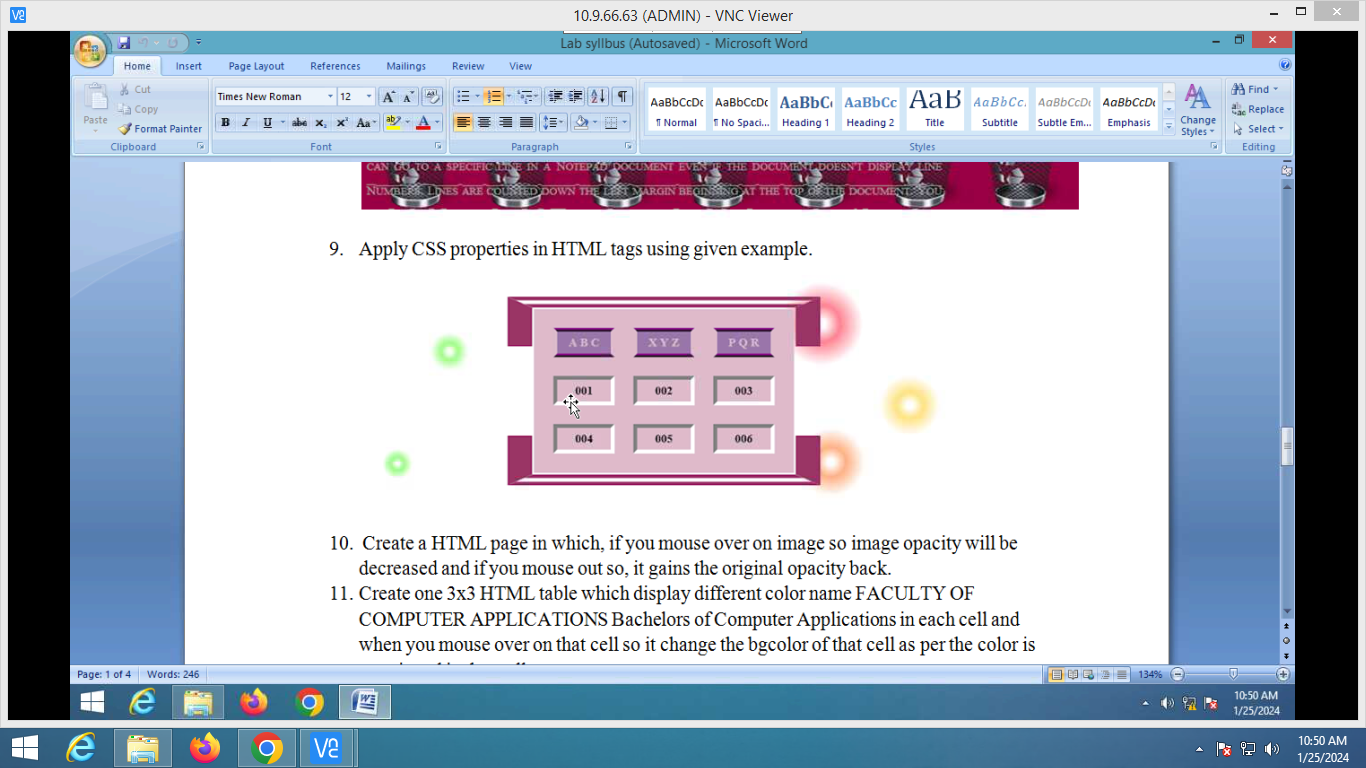 10.9.66.63 (ADMIN) - VNC Viewer
Lab syllbus (Autosaved) - Microsoft Word
Home Insert Page Layout References Mailings Review View
Paste
Cut
Copy
Format Painter
Clipboard
Times New Roman 12
Font
Paragraph
AaBbCcDc AaBbCcDc AaBbC AaBbCc AaB AaBbCc. AaBbCcDc AaBbCcDc
¶ Normal ¶ No Spaci... Heading 1 Heading 2 Title Subtitle Subtle Em... Emphasis
Change Styles
Styles
Find
Replace
Select
Editing
CAN GO TO A SPECIFIC LINE IN A NOTEPAD DOCUMENT EVEN IF THE DOCUMENT DOESN'T DISPLAY LINE
NUMBERS. LINES ARE COUNTED DOWN THE LEFT MARGIN BEGINNING AT THE TOP OF THE DOCUMENT. YOU
9. Apply CSS properties in HTML tags using given example.
A B C X Y Z P Q R
001 002 003
004 005 006
10. Create a HTML page in which, if you mouse over on image so image opacity will be
decreased and if you mouse out so, it gains the original opacity back.
11. Create one 3x3 HTML table which display different color name FACULTY OF
COMPUTER APPLICATIONS Bachelors of Computer Applications in each cell and
when you mouse over on that cell so it change the bgcolor of that cell as per the color is
Page: 1 of 4 Words: 246
134%
10:50 AM
1/25/2024
10:50 AM
1/25/2024